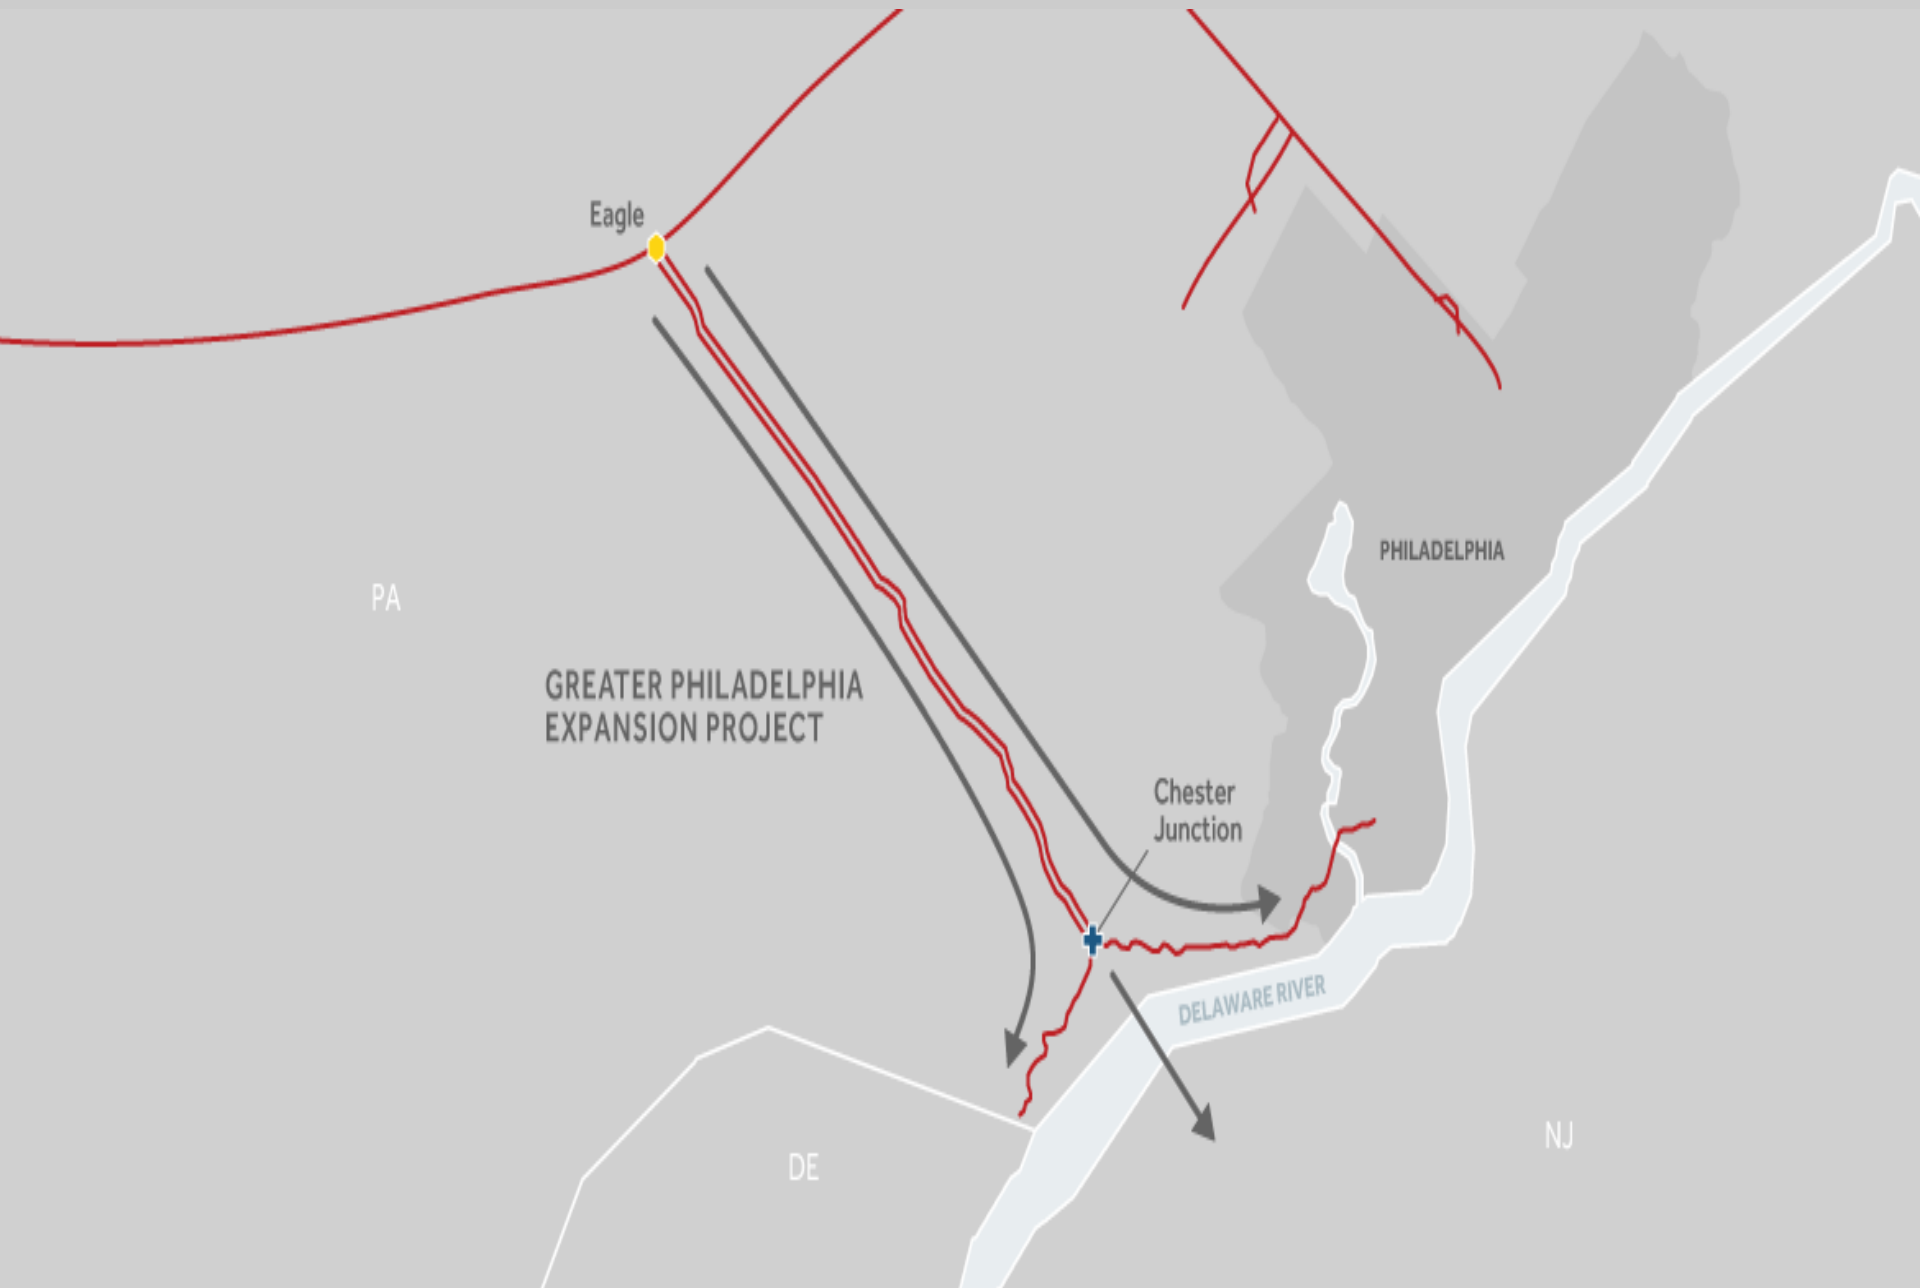 Eagle
PHILADELPHIA
PA
GREATER PHILADELPHIA
EXPANSION PROJECT
Chester
Junction
DELAWARE RIVER
NJ
DE